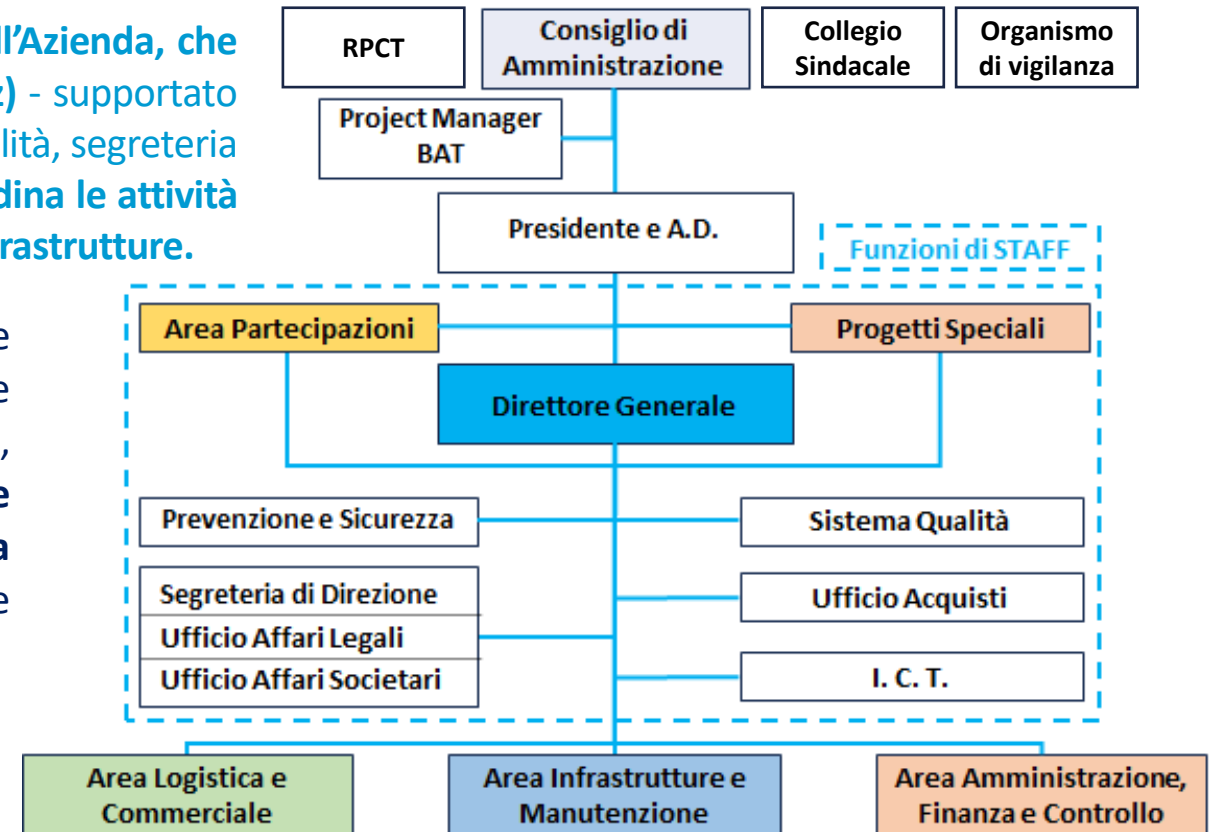 ll’Azienda, che
z) - supportato
lità, segreteria
dina le attività
frastrutture.
e
e
,
e
a
e
RPCT
Consiglio di
Amministrazione
Collegio
Sindacale
Organismo
di vigilanza
Project Manager
BAT
Presidente e A.D.
Funzioni di STAFF
Area Partecipazioni
Progetti Speciali
Direttore Generale
Prevenzione e Sicurezza
Sistema Qualità
Segreteria di Direzione
Ufficio Affari Legali
Ufficio Affari Societari
Ufficio Acquisti
I. C. T.
Area Logistica e
Commerciale
Area Infrastrutture e
Manutenzione
Area Amministrazione,
Finanza e Controllo